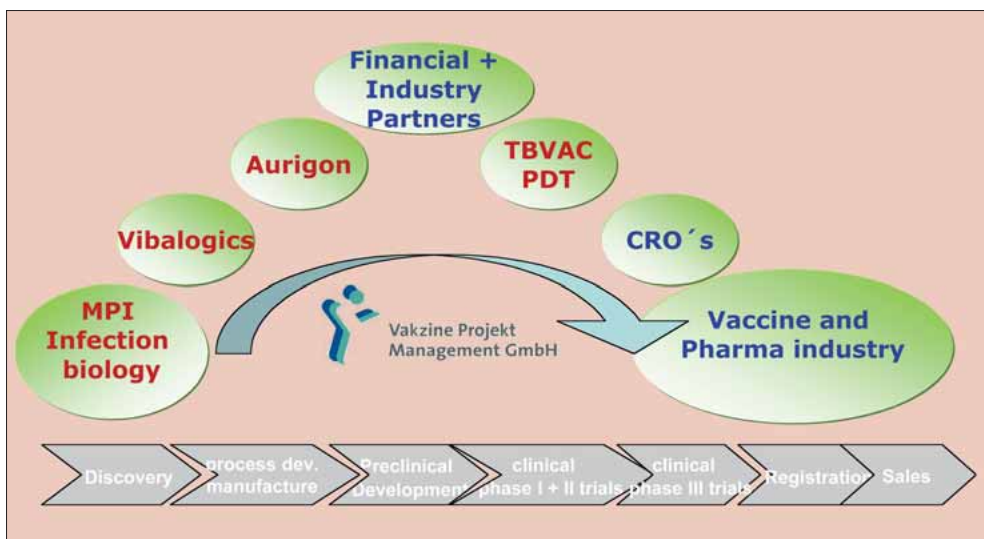 Financial +
Industry
Partners
Aurigon
TBVAC
PDT
Vibalogics
CRO´s
MPI
Infection
biology
Vakzine Projekt
Management GmbH
Vaccine and
Pharma industry
Discovery
process dev.
manufacture
Preclinical
Development
clinical
phase I + II trials
clinical
phase III trials
Registration
Sales